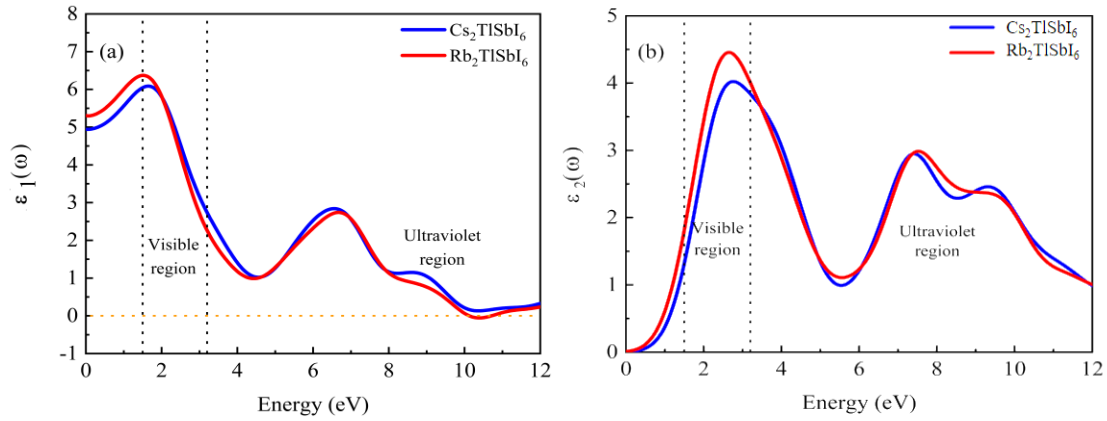 (a)
Cs₂TlSbI₆
Rb₂TlSbI₆
7
6
5
4
3
2
1
0
-1
ε₁(ω)
Visible
region
Ultraviolet
region
0 2 4 6 8 10 12
Energy (eV)
(b)
Cs₂TlSbI₆
Rb₂TlSbI₆
5
4
3
2
1
0
ε₂(ω)
Visible
region
Ultraviolet
region
0 2 4 6 8 10 12
Energy (eV)